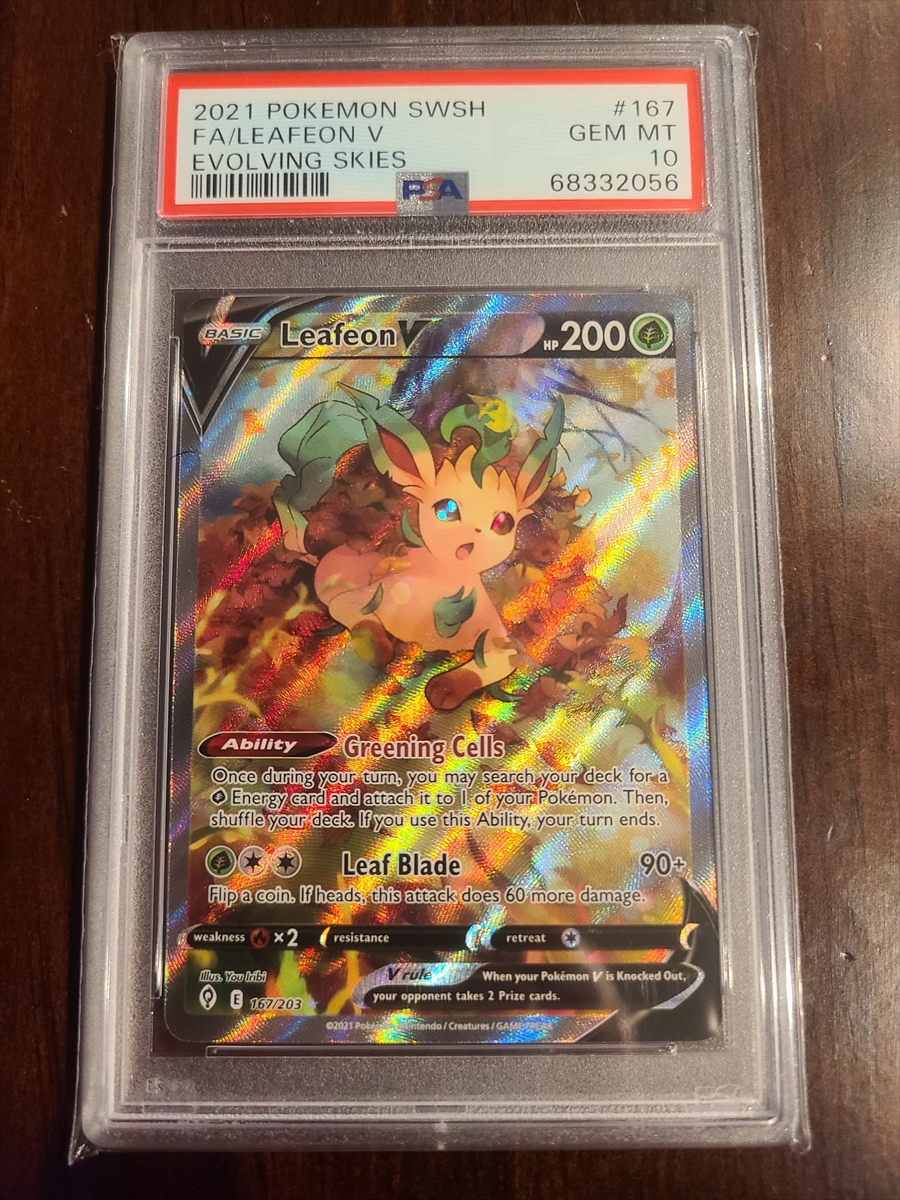 2021 POKEMON SWSH #167
FA/LEAFEON V GEM MT
EVOLVING SKIES 10
PSA 68332056
BASIC Leafeon V HP 200
Ability Greening Cells
Once during your turn, you may search your deck for a
Energy card and attach it to 1 of your Pokémon. Then,
shuffle your deck. If you use this Ability, your turn ends.
Leaf Blade 90+
Flip a coin. If heads, this attack does 60 more damage.
weakness ×2 resistance retreat
Illus. You Iribi V rule When your Pokémon V is Knocked Out,
your opponent takes 2 Prize cards.
E 167/203
©2021 Pokémon / Nintendo / Creatures / GAME FREAK